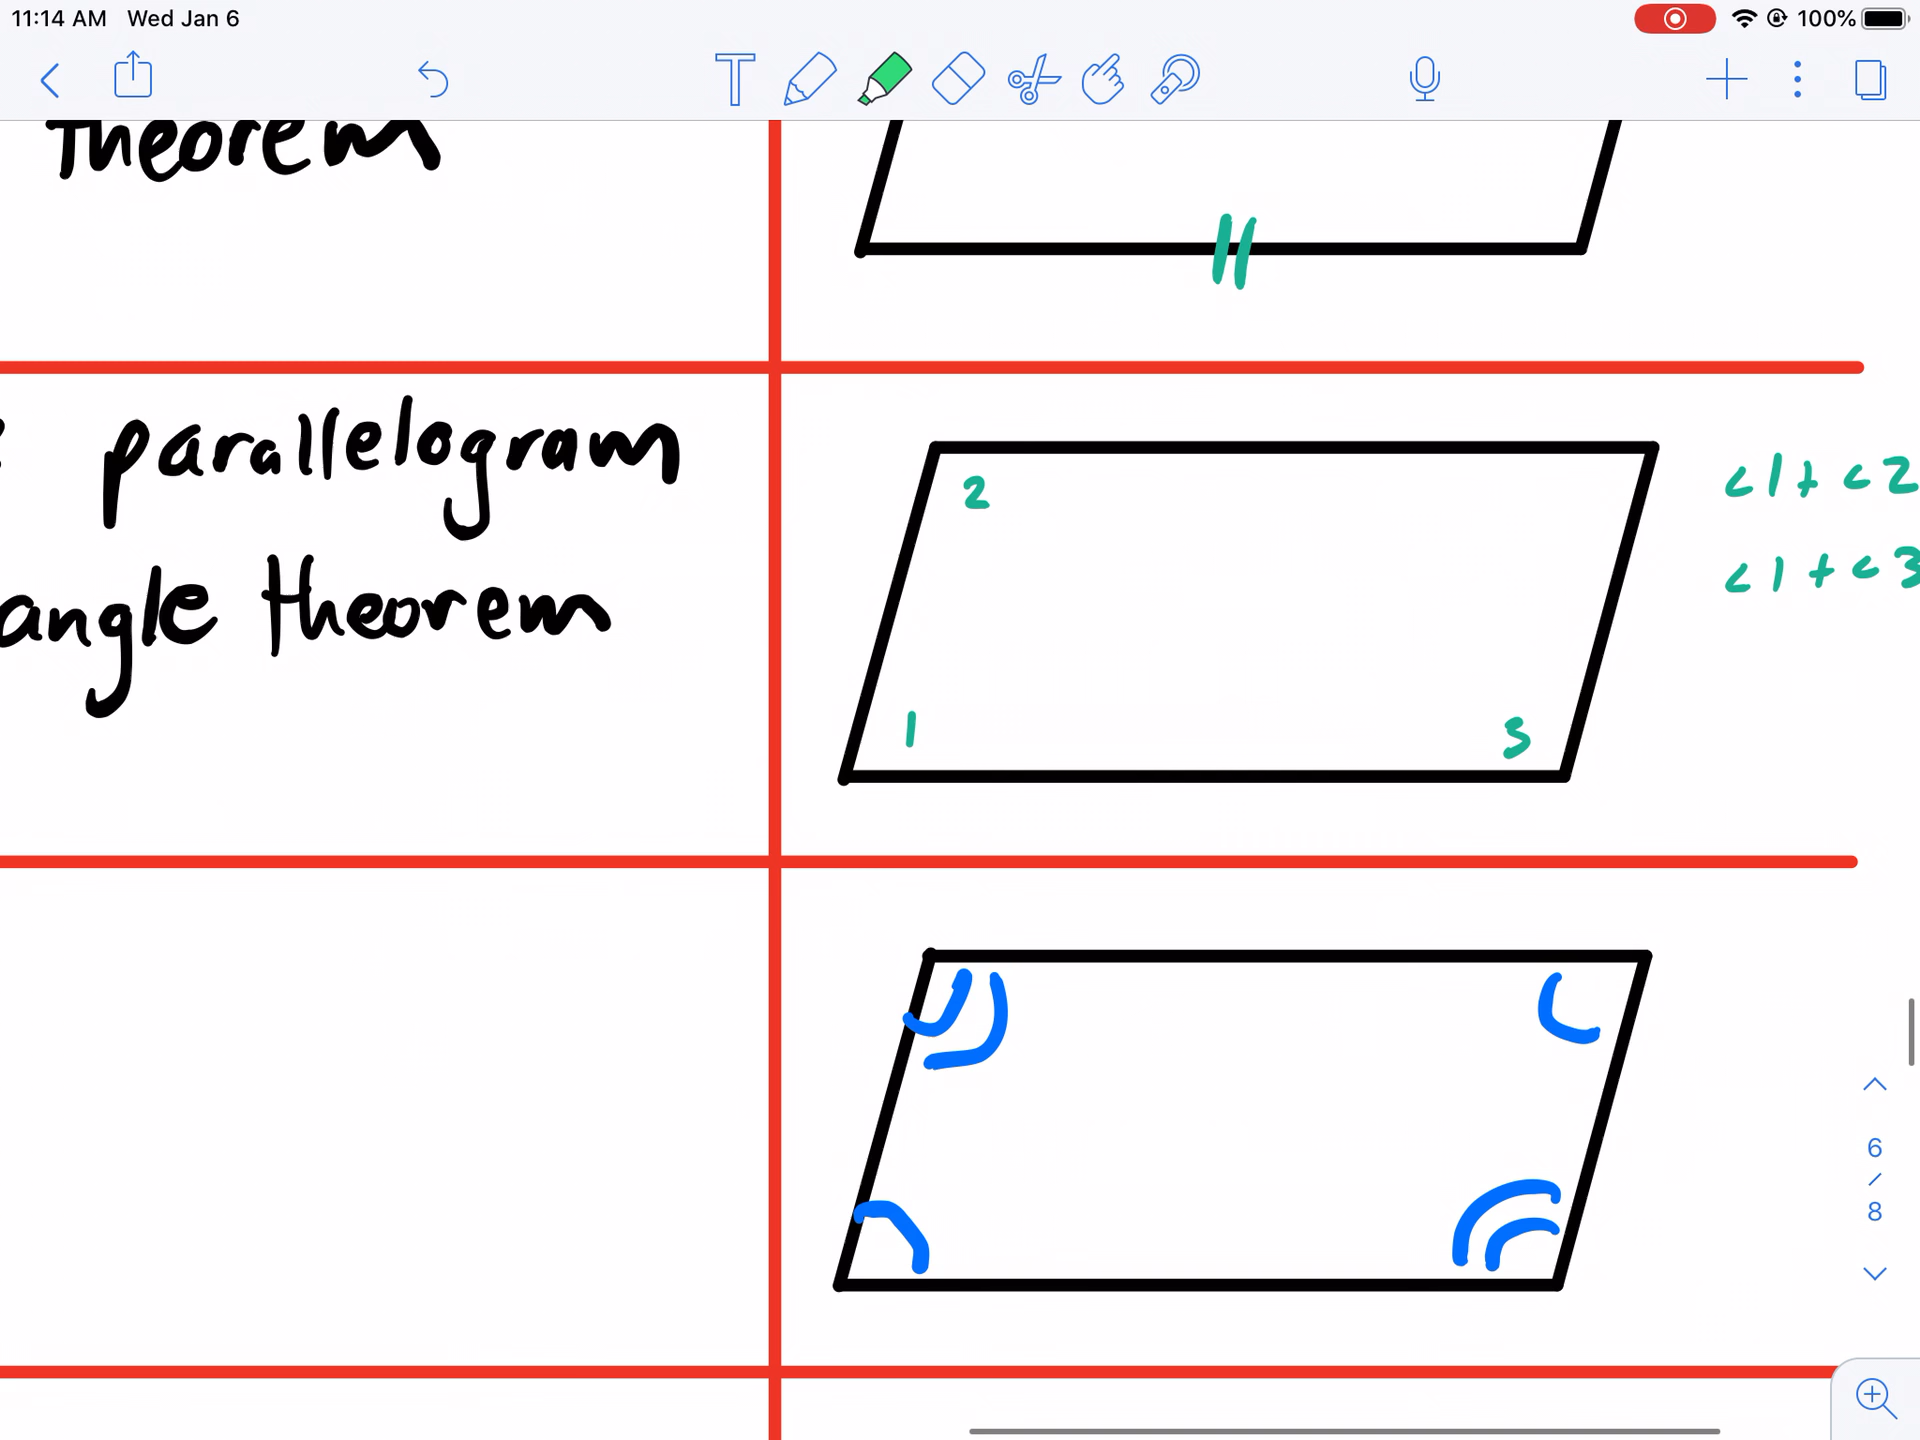 11:14 AM Wed Jan 6
100%
theorem
parallelogram
angle theorem
2
1
3
<1 + <2
<1 + <3
6
/
8